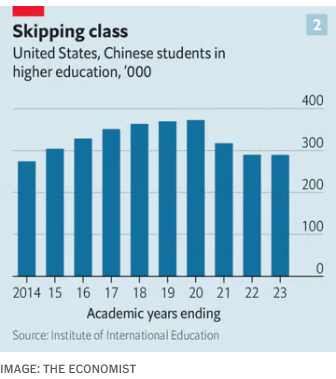 Skipping class
2
United States, Chinese students in
higher education, '000
400
300
200
100
0
2014 15 16 17 18 19 20 21 22 23
Academic years ending
Source: Institute of International Education
IMAGE: THE ECONOMIST